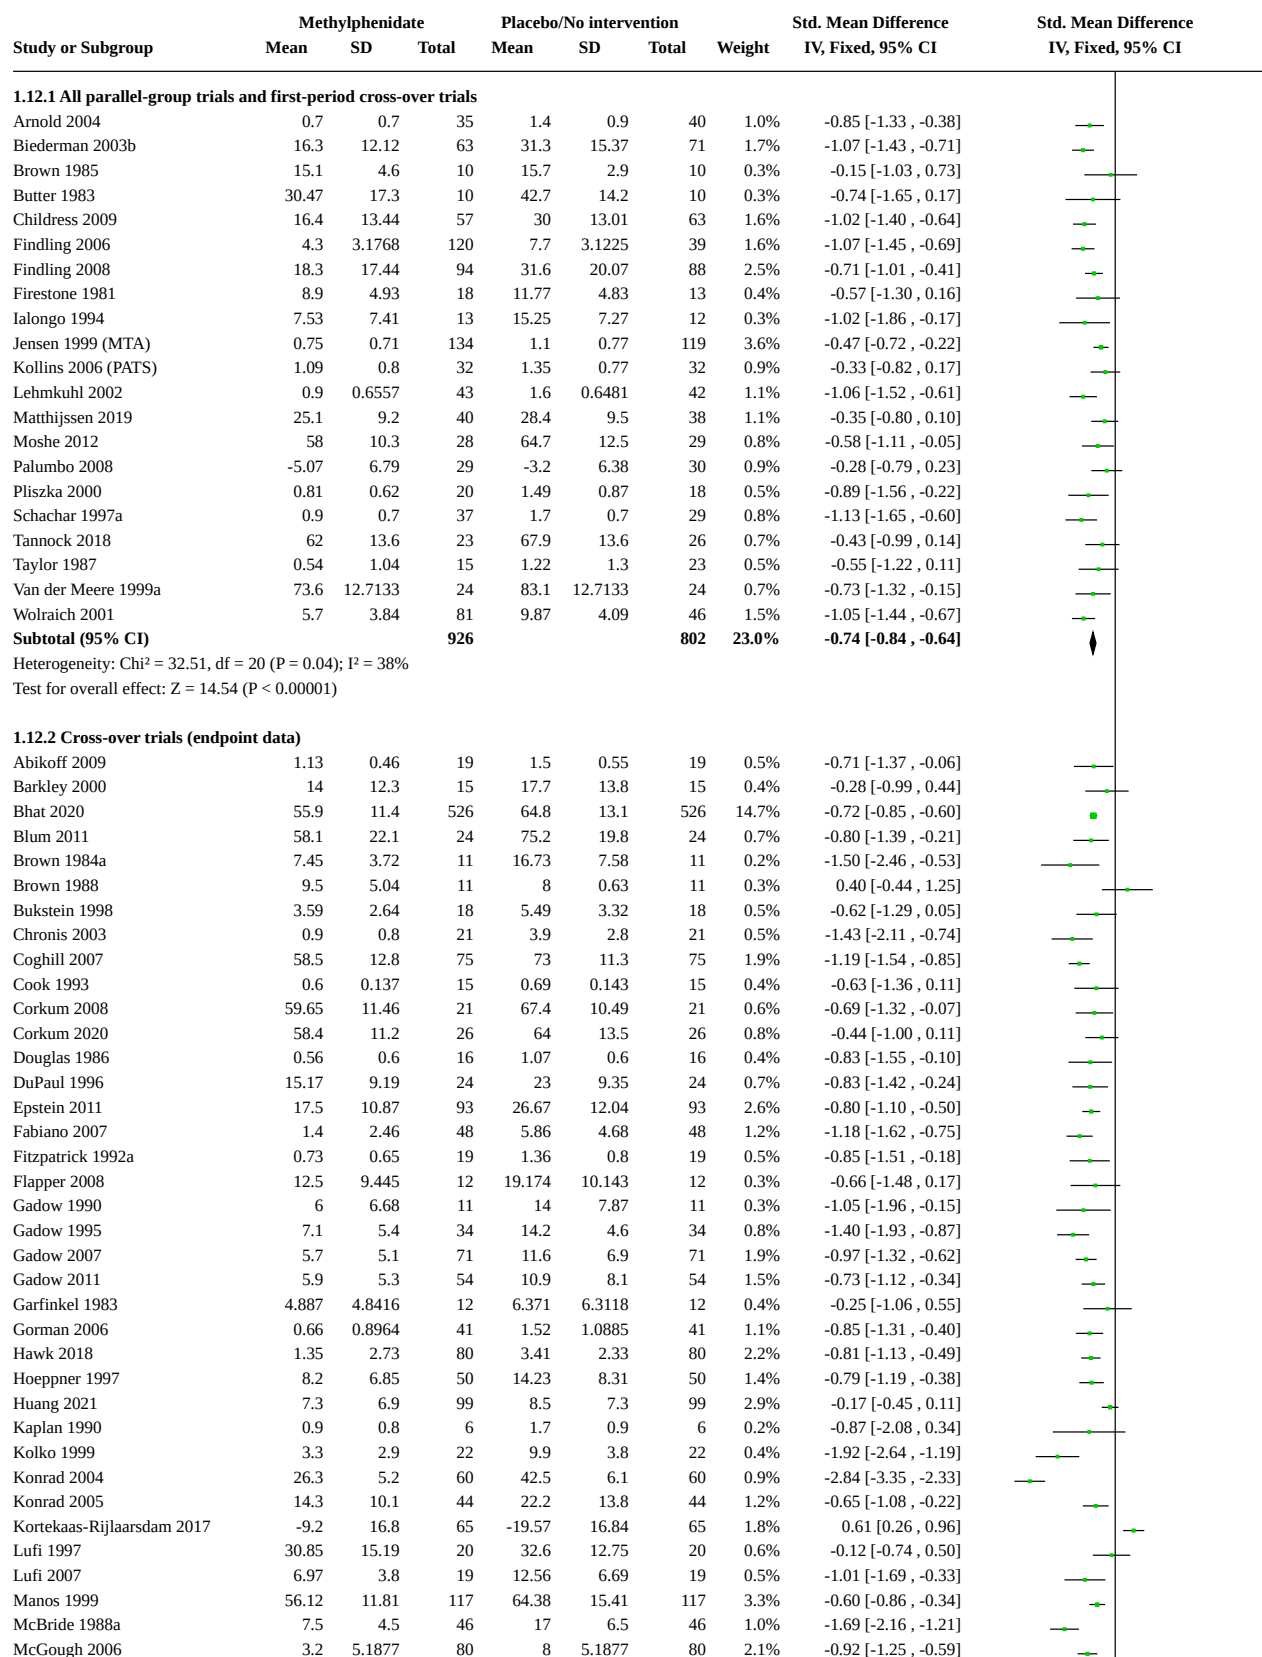 Methylphenidate Placebo/No intervention Std. Mean Difference Std. Mean Difference
Study or Subgroup Mean SD Total Mean SD Total Weight IV, Fixed, 95% CI IV, Fixed, 95% CI
1.12.1 All parallel-group trials and first-period cross-over trials
Arnold 2004 0.7 0.7 35 1.4 0.9 40 1.0% -0.85 [-1.33 , -0.38]
Biederman 2003b 16.3 12.12 63 31.3 15.37 71 1.7% -1.07 [-1.43 , -0.71]
Brown 1985 15.1 4.6 10 15.7 2.9 10 0.3% -0.15 [-1.03 , 0.73]
Butter 1983 30.47 17.3 10 42.7 14.2 10 0.3% -0.74 [-1.65 , 0.17]
Childress 2009 16.4 13.44 57 30 13.01 63 1.6% -1.02 [-1.40 , -0.64]
Findling 2006 4.3 3.1768 120 7.7 3.1225 39 1.6% -1.07 [-1.45 , -0.69]
Findling 2008 18.3 17.44 94 31.6 20.07 88 2.5% -0.71 [-1.01 , -0.41]
Firestone 1981 8.9 4.93 18 11.77 4.83 13 0.4% -0.57 [-1.30 , 0.16]
Ialongo 1994 7.53 7.41 13 15.25 7.27 12 0.3% -1.02 [-1.86 , -0.17]
Jensen 1999 (MTA) 0.75 0.71 134 1.1 0.77 119 3.6% -0.47 [-0.72 , -0.22]
Kollins 2006 (PATS) 1.09 0.8 32 1.35 0.77 32 0.9% -0.33 [-0.82 , 0.17]
Lehmkuhl 2002 0.9 0.6557 43 1.6 0.6481 42 1.1% -1.06 [-1.52 , -0.61]
Matthijssen 2019 25.1 9.2 40 28.4 9.5 38 1.1% -0.35 [-0.80 , 0.10]
Moshe 2012 58 10.3 28 64.7 12.5 29 0.8% -0.58 [-1.11 , -0.05]
Palumbo 2008 -5.07 6.79 29 -3.2 6.38 30 0.9% -0.28 [-0.79 , 0.23]
Pliszka 2000 0.81 0.62 20 1.49 0.87 18 0.5% -0.89 [-1.56 , -0.22]
Schachar 1997a 0.9 0.7 37 1.7 0.7 29 0.8% -1.13 [-1.65 , -0.60]
Tannock 2018 62 13.6 23 67.9 13.6 26 0.7% -0.43 [-0.99 , 0.14]
Taylor 1987 0.54 1.04 15 1.22 1.3 23 0.5% -0.55 [-1.22 , 0.11]
Van der Meere 1999a 73.6 12.7133 24 83.1 12.7133 24 0.7% -0.73 [-1.32 , -0.15]
Wolraich 2001 5.7 3.84 81 9.87 4.09 46 1.5% -1.05 [-1.44 , -0.67]
Subtotal (95% CI) 926 802 23.0% -0.74 [-0.84 , -0.64]
Heterogeneity: Chi² = 32.51, df = 20 (P = 0.04); I² = 38%
Test for overall effect: Z = 14.54 (P < 0.00001)
1.12.2 Cross-over trials (endpoint data)
Abikoff 2009 1.13 0.46 19 1.5 0.55 19 0.5% -0.71 [-1.37 , -0.06]
Barkley 2000 14 12.3 15 17.7 13.8 15 0.4% -0.28 [-0.99 , 0.44]
Bhat 2020 55.9 11.4 526 64.8 13.1 526 14.7% -0.72 [-0.85 , -0.60]
Blum 2011 58.1 22.1 24 75.2 19.8 24 0.7% -0.80 [-1.39 , -0.21]
Brown 1984a 7.45 3.72 11 16.73 7.58 11 0.2% -1.50 [-2.46 , -0.53]
Brown 1988 9.5 5.04 11 8 0.63 11 0.3% 0.40 [-0.44 , 1.25]
Bukstein 1998 3.59 2.64 18 5.49 3.32 18 0.5% -0.62 [-1.29 , 0.05]
Chronis 2003 0.9 0.8 21 3.9 2.8 21 0.5% -1.43 [-2.11 , -0.74]
Coghill 2007 58.5 12.8 75 73 11.3 75 1.9% -1.19 [-1.54 , -0.85]
Cook 1993 0.6 0.137 15 0.69 0.143 15 0.4% -0.63 [-1.36 , 0.11]
Corkum 2008 59.65 11.46 21 67.4 10.49 21 0.6% -0.69 [-1.32 , -0.07]
Corkum 2020 58.4 11.2 26 64 13.5 26 0.8% -0.44 [-1.00 , 0.11]
Douglas 1986 0.56 0.6 16 1.07 0.6 16 0.4% -0.83 [-1.55 , -0.10]
DuPaul 1996 15.17 9.19 24 23 9.35 24 0.7% -0.83 [-1.42 , -0.24]
Epstein 2011 17.5 10.87 93 26.67 12.04 93 2.6% -0.80 [-1.10 , -0.50]
Fabiano 2007 1.4 2.46 48 5.86 4.68 48 1.2% -1.18 [-1.62 , -0.75]
Fitzpatrick 1992a 0.73 0.65 19 1.36 0.8 19 0.5% -0.85 [-1.51 , -0.18]
Flapper 2008 12.5 9.445 12 19.174 10.143 12 0.3% -0.66 [-1.48 , 0.17]
Gadow 1990 6 6.68 11 14 7.87 11 0.3% -1.05 [-1.96 , -0.15]
Gadow 1995 7.1 5.4 34 14.2 4.6 34 0.8% -1.40 [-1.93 , -0.87]
Gadow 2007 5.7 5.1 71 11.6 6.9 71 1.9% -0.97 [-1.32 , -0.62]
Gadow 2011 5.9 5.3 54 10.9 8.1 54 1.5% -0.73 [-1.12 , -0.34]
Garfinkel 1983 4.887 4.8416 12 6.371 6.3118 12 0.4% -0.25 [-1.06 , 0.55]
Gorman 2006 0.66 0.8964 41 1.52 1.0885 41 1.1% -0.85 [-1.31 , -0.40]
Hawk 2018 1.35 2.73 80 3.41 2.33 80 2.2% -0.81 [-1.13 , -0.49]
Hoeppner 1997 8.2 6.85 50 14.23 8.31 50 1.4% -0.79 [-1.19 , -0.38]
Huang 2021 7.3 6.9 99 8.5 7.3 99 2.9% -0.17 [-0.45 , 0.11]
Kaplan 1990 0.9 0.8 6 1.7 0.9 6 0.2% -0.87 [-2.08 , 0.34]
Kolko 1999 3.3 2.9 22 9.9 3.8 22 0.4% -1.92 [-2.64 , -1.19]
Konrad 2004 26.3 5.2 60 42.5 6.1 60 0.9% -2.84 [-3.35 , -2.33]
Konrad 2005 14.3 10.1 44 22.2 13.8 44 1.2% -0.65 [-1.08 , -0.22]
Kortekaas-Rijlaarsdam 2017 -9.2 16.8 65 -19.57 16.84 65 1.8% 0.61 [0.26 , 0.96]
Lufi 1997 30.85 15.19 20 32.6 12.75 20 0.6% -0.12 [-0.74 , 0.50]
Lufi 2007 6.97 3.8 19 12.56 6.69 19 0.5% -1.01 [-1.69 , -0.33]
Manos 1999 56.12 11.81 117 64.38 15.41 117 3.3% -0.60 [-0.86 , -0.34]
McBride 1988a 7.5 4.5 46 17 6.5 46 1.0% -1.69 [-2.16 , -1.21]
McGough 2006 3.2 5.1877 80 8 5.1877 80 2.1% -0.92 [-1.25 , -0.59]